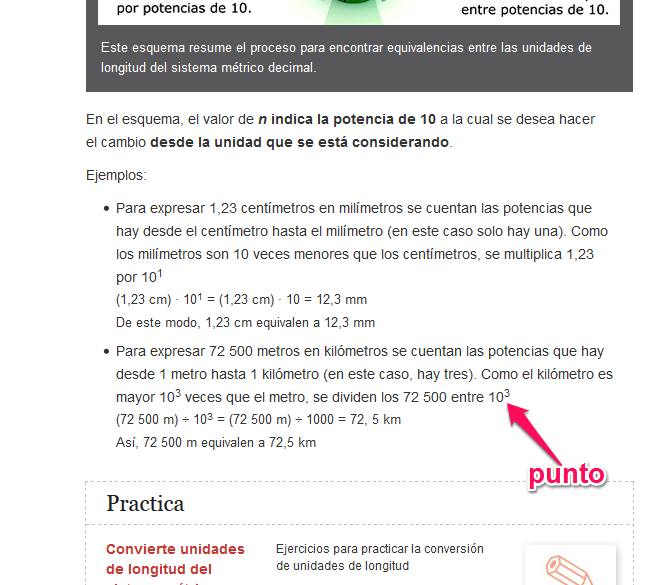 por potencias de 10.
entre potencias de 10.
Este esquema resume el proceso para encontrar equivalencias entre las unidades de
longitud del sistema métrico decimal.
En el esquema, el valor de n indica la potencia de 10 a la cual se desea hacer
el cambio desde la unidad que se está considerando.
Ejemplos:
• Para expresar 1,23 centímetros en milímetros se cuentan las potencias que
hay desde el centímetro hasta el milímetro (en este caso solo hay una). Como
los milímetros son 10 veces menores que los centímetros, se multiplica 1,23
por 10¹
(1,23 cm) · 10¹ = (1,23 cm) · 10 = 12,3 mm
De este modo, 1,23 cm equivalen a 12,3 mm
• Para expresar 72 500 metros en kilómetros se cuentan las potencias que hay
desde 1 metro hasta 1 kilómetro (en este caso, hay tres). Como el kilómetro es
mayor 10³ veces que el metro, se dividen los 72 500 entre 10³
(72 500 m) ÷ 10³ = (72 500 m) ÷ 1000 = 72, 5 km
Así, 72 500 m equivalen a 72,5 km
punto
Practica
Convierte unidades
de longitud del
Ejercicios para practicar la conversión
de unidades de longitud